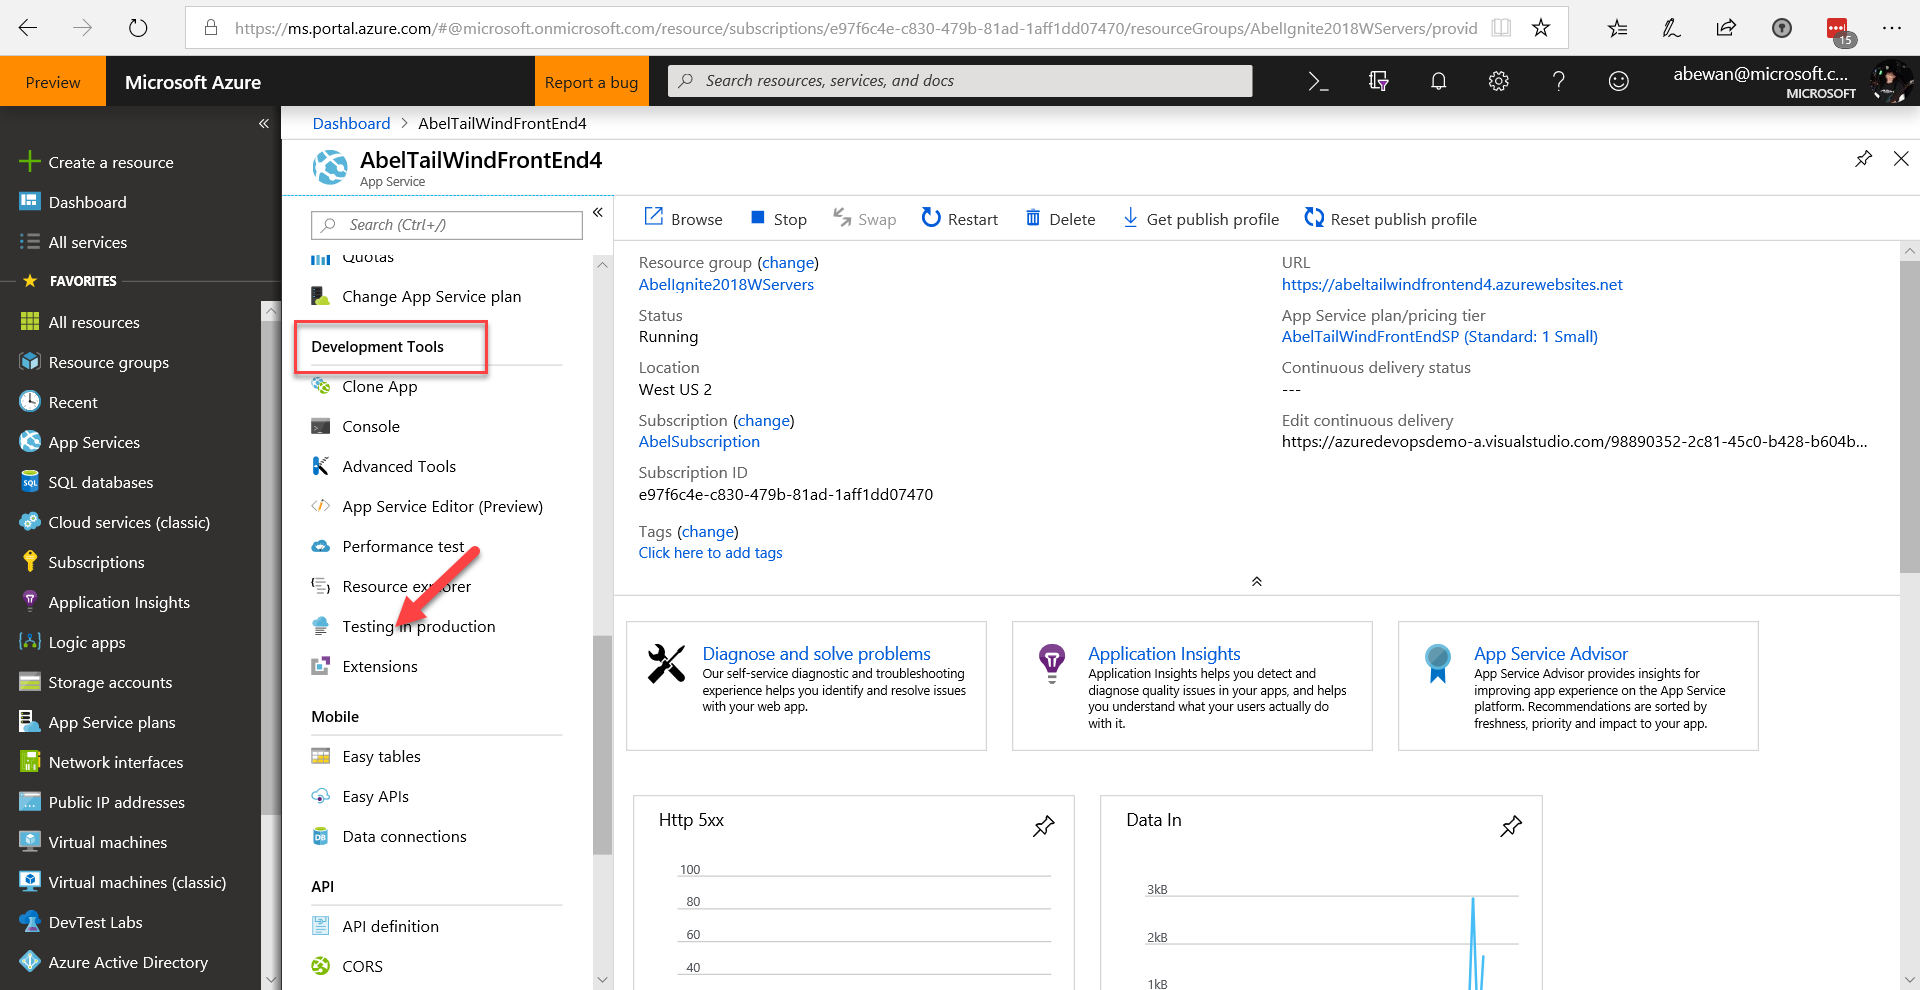 https://ms.portal.azure.com/#@microsoft.onmicrosoft.com/resource/subscriptions/e97f6c4e-c830-479b-81ad-1aff1dd07470/resourceGroups/AbelIgnite2018WServers/provid
15
Preview
Microsoft Azure
Report a bug
Search resources, services, and docs
abewan@microsoft.c...
MICROSOFT
Create a resource
Dashboard
All services
FAVORITES
All resources
Resource groups
Recent
App Services
SQL databases
Cloud services (classic)
Subscriptions
Application Insights
Logic apps
Storage accounts
App Service plans
Network interfaces
Public IP addresses
Virtual machines
Virtual machines (classic)
DevTest Labs
Azure Active Directory
Dashboard > AbelTailWindFrontEnd4
AbelTailWindFrontEnd4
App Service
Search (Ctrl+/)
Quotas
Change App Service plan
Development Tools
Clone App
Console
Advanced Tools
App Service Editor (Preview)
Performance test
Resource explorer
Testing in production
Extensions
Mobile
Easy tables
Easy APIs
Data connections
API
API definition
CORS
Browse
Stop
Swap
Restart
Delete
Get publish profile
Reset publish profile
Resource group (change)
AbelIgnite2018WServers
Status
Running
Location
West US 2
Subscription (change)
AbelSubscription
Subscription ID
e97f6c4e-c830-479b-81ad-1aff1dd07470
Tags (change)
Click here to add tags
URL
https://abeltailwindfrontend4.azurewebsites.net
App Service plan/pricing tier
AbelTailWindFrontEndSP (Standard: 1 Small)
Continuous delivery status
---
Edit continuous delivery
https://azuredevopsdemo-a.visualstudio.com/98890352-2c81-45c0-b428-b604b...
Diagnose and solve problems
Our self-service diagnostic and troubleshooting
experience helps you identify and resolve issues
with your web app.
Application Insights
Application Insights helps you detect and
diagnose quality issues in your apps, and helps
you understand what your users actually do
with it.
App Service Advisor
App Service Advisor provides insights for
improving app experience on the App Service
platform. Recommendations are sorted by
freshness, priority and impact to your app.
Http 5xx
100
80
60
40
Data In
3kB
2kB
1kB